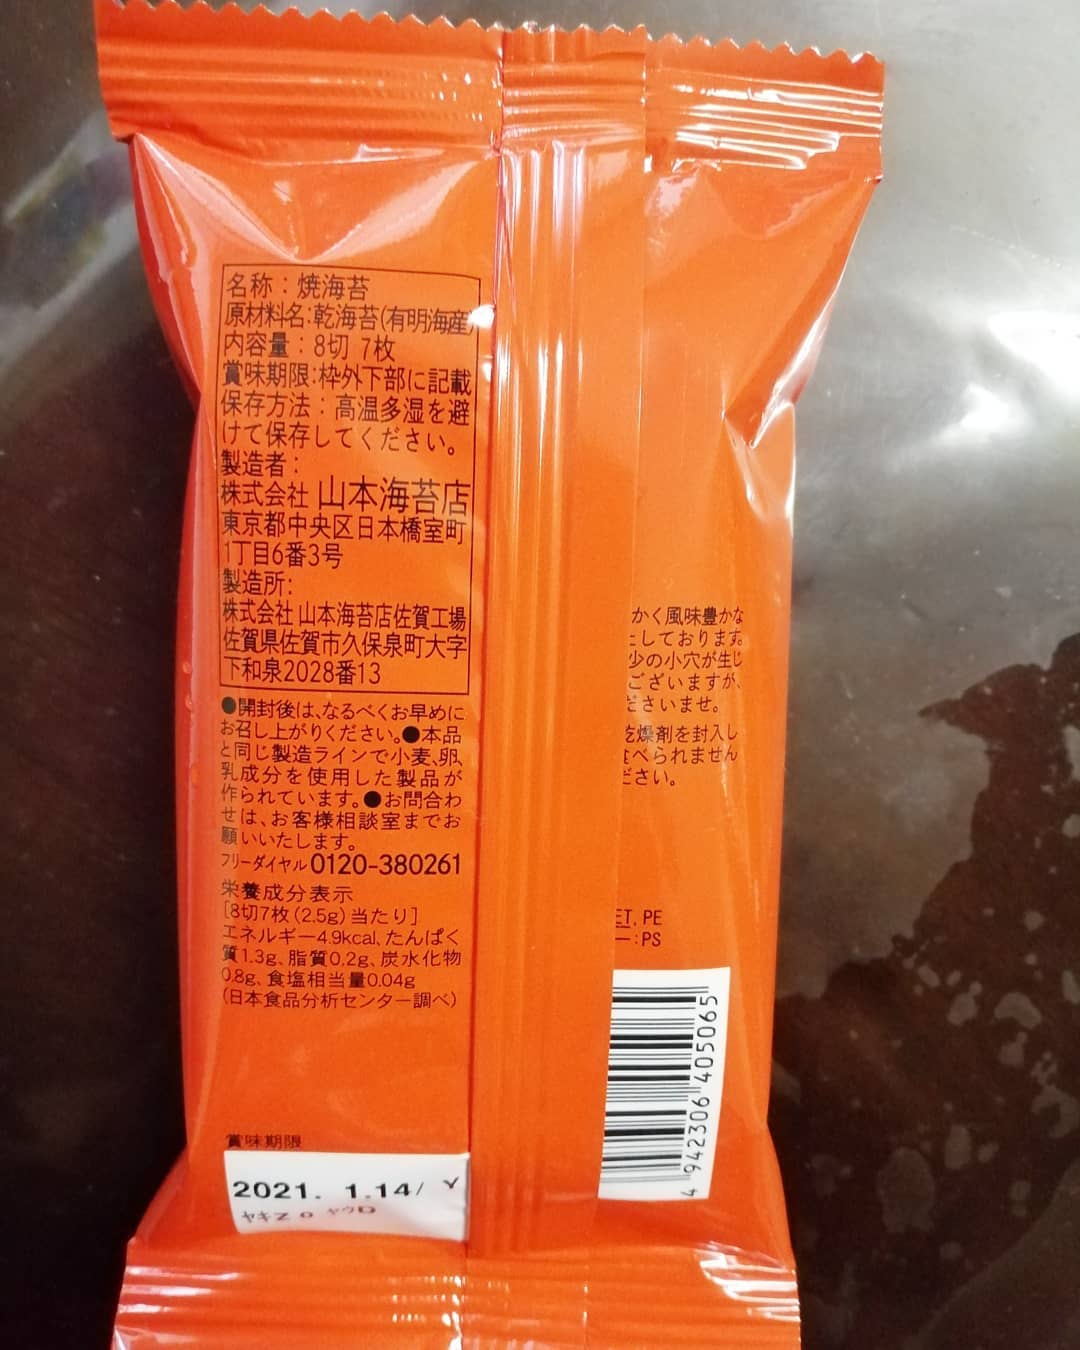 名称：焼海苔
原材料名：乾海苔(有明海産)
内容量：8切 7枚
賞味期限：枠外下部に記載
保存方法：高温多湿を避
けて保存してください。
製造者：
株式会社 山本海苔店
東京都中央区日本橋室町
1丁目6番3号
製造所：
株式会社 山本海苔店佐賀工場
佐賀県佐賀市久保泉町大字
下和泉2028番13
●開封後は、なるべくお早めに
お召し上がりください。●本品
と同じ製造ラインで小麦、卵、
乳成分を使用した製品が
作られています。●お問合わ
せは、お客様相談室までお
願いいたします。
フリーダイヤル0120-380261
栄養成分表示
[8切7枚(2.5g)当たり]
エネルギー4.9kcal、たんぱく
質1.3g、脂質0.2g、炭水化物
0.8g、食塩相当量0.04g
(日本食品分析センター調べ)
賞味期限
2021. 1.14/ Y
かく風味豊かな
しております。
少の小穴が生じ
ございますが、
ださいませ。
乾燥剤を封入し
食べられません
ださい。
ET, PE
ー：PS
4 942306 405065